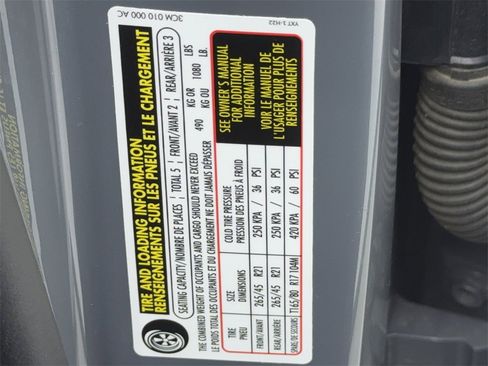 3CM 010 000 AC
YXT 1-H22
TIRE AND LOADING INFORMATION
RENSEIGNEMENTS SUR LES PNEUS ET LE CHARGEMENT
SEATING CAPACITY/NOMBRE DE PLACES | TOTAL 5 | FRONT/AVANT 2 | REAR/ARRIÈRE 3
THE COMBINED WEIGHT OF OCCUPANTS AND CARGO SHOULD NEVER EXCEED 490 KG OR 1080 LBS
LE POIDS TOTAL DES OCCUPANTS ET DU CHARGEMENT NE DOIT JAMAIS DÉPASSER KG OU LB.
TIRE SIZE COLD TIRE PRESSURE
PNEU DIMENSIONS PRESSION DES PNEUS À FROID
FRONT/AVANT 265/45 R21 250 KPA / 36 PSI
REAR/ARRIÈRE 265/45 R21 250 KPA / 36 PSI
SPARE/DE SECOURS T165/80 R17 104M 420 KPA 60 PSI
SEE OWNER'S MANUAL
FOR ADDITIONAL
INFORMATION
VOIR LE MANUEL DE
L'USAGER POUR PLUS DE
RENSEIGNEMENTS